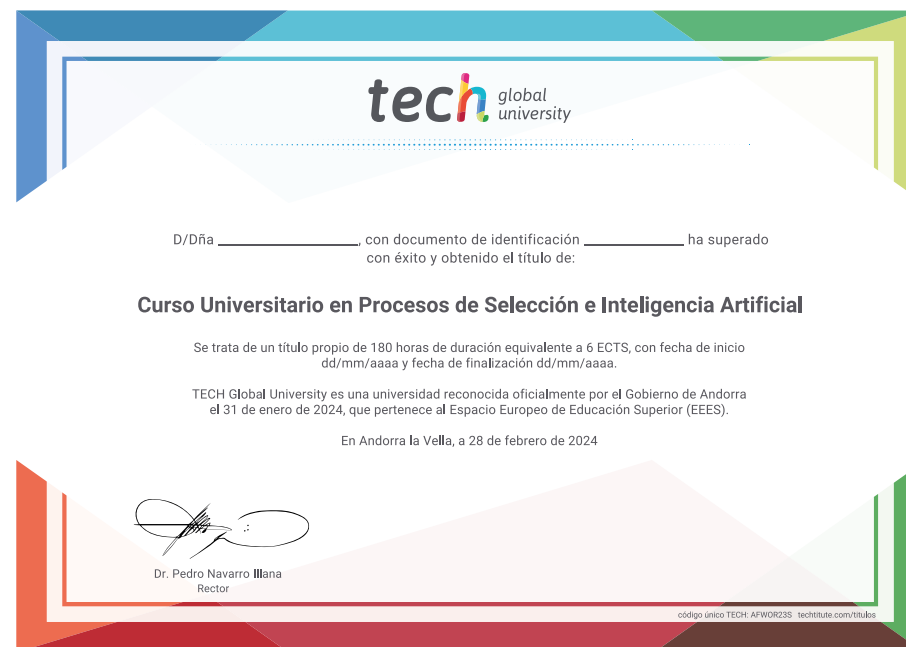 tech global university
D/Dña ______________, con documento de identificación __________ ha superado
con éxito y obtenido el título de:
Curso Universitario en Procesos de Selección e Inteligencia Artificial
Se trata de un título propio de 180 horas de duración equivalente a 6 ECTS, con fecha de inicio
dd/mm/aaaa y fecha de finalización dd/mm/aaaa.
TECH Global University es una universidad reconocida oficialmente por el Gobierno de Andorra
el 31 de enero de 2024, que pertenece al Espacio Europeo de Educación Superior (EEES).
En Andorra la Vella, a 28 de febrero de 2024
Dr. Pedro Navarro Illana
Rector
código único TECH: AFWOR23S techtitute.com/titulos